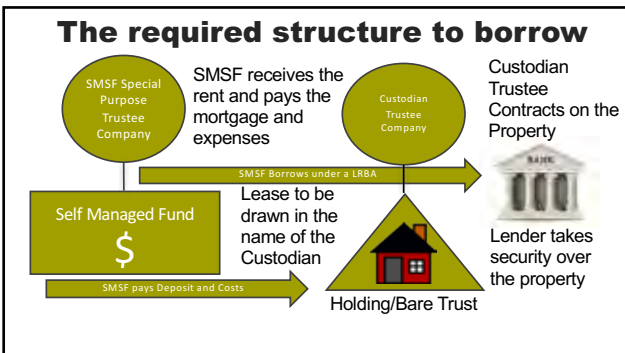 The required structure to borrow
SMSF Special
Purpose
Trustee
Company
SMSF receives the
rent and pays the
mortgage and
expenses
Custodian
Trustee
Company
Custodian
Trustee
Contracts on the
Property
BANK
SMSF Borrows under a LRBA
Self Managed Fund
$
Lease to be
drawn in the
name of the
Custodian
Lender takes
security over
the property
SMSF pays Deposit and Costs
Holding/Bare Trust